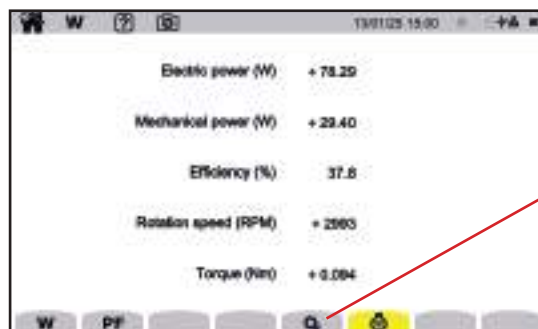 W ?
13/01/25 15:00
Electric power (W) + 78.29
Mechanical power (W) + 29.40
Efficiency (%) 37.6
Rotation speed (RPM) + 2993
Torque (Nm) + 0.094
W PF